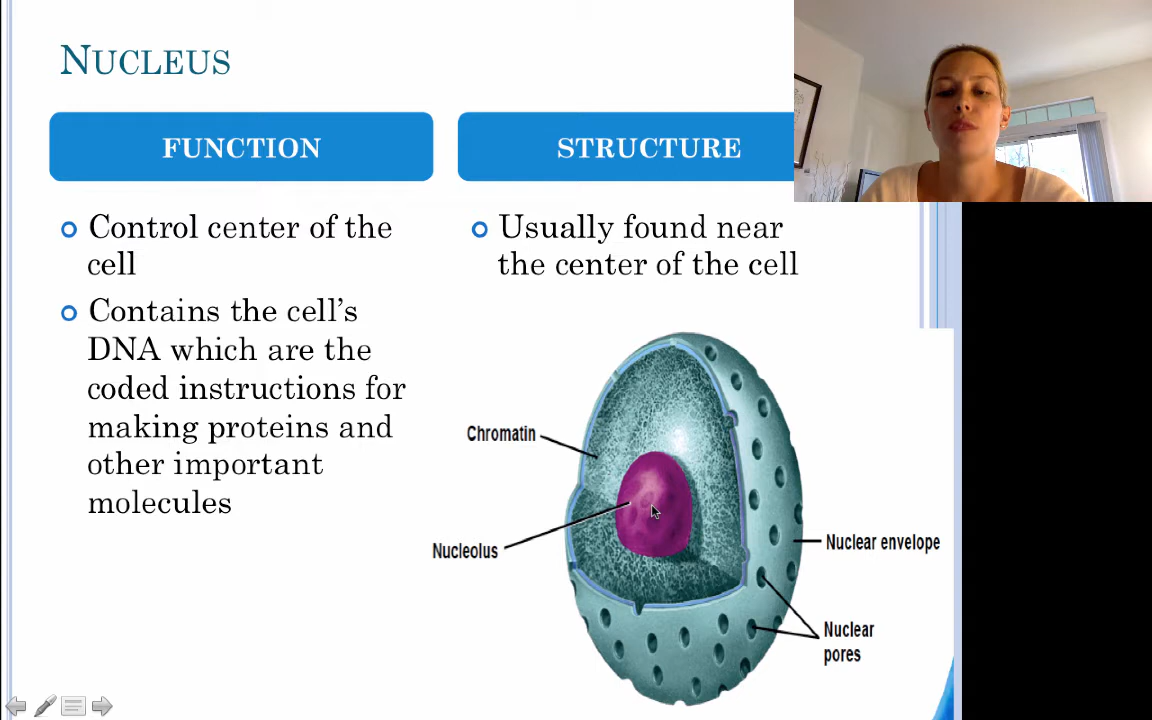 NUCLEUS
FUNCTION
Control center of the
cell
Contains the cell's
DNA which are the
coded instructions for
making proteins and
other important
molecules
STRUCTURE
Usually found near
the center of the cell
Chromatin
Nucleolus
Nuclear envelope
Nuclear
pores